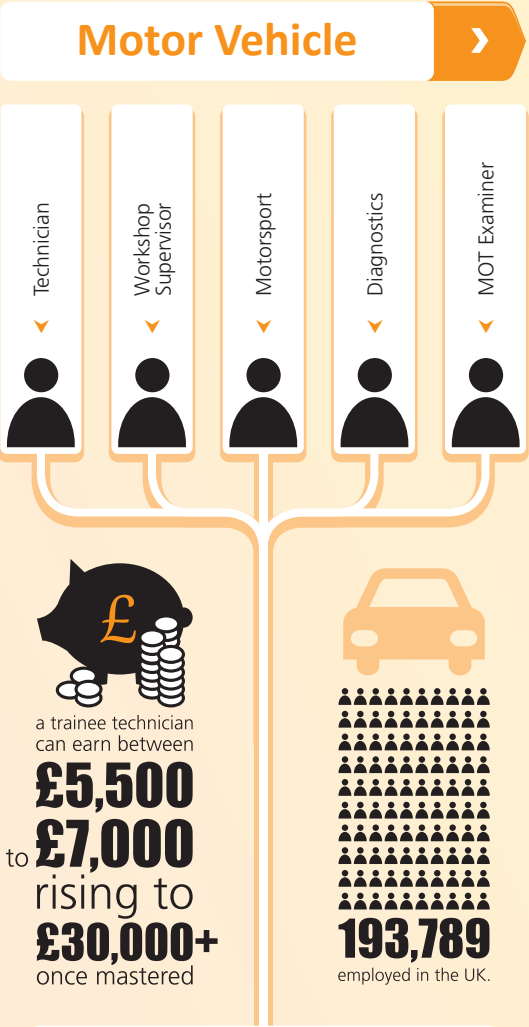 Motor Vehicle
Technician
Workshop
Supervisor
Motorsport
Diagnostics
MOT Examiner
£
a trainee technician
can earn between
£5,500
to £7,000
rising to
£30,000+
once mastered
193,789
employed in the UK.